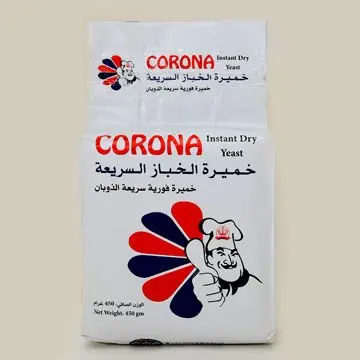 CORONA Instant Dry
Yeast
خميرة الخباز السريعة
خميرة فورية سريعة الذوبان
CORONA Instant Dry
Yeast
خميرة الخباز السريعة
خميرة فورية سريعة الذوبان
الوزن الصافي: 450 غرام
Net Weight: 450 gm